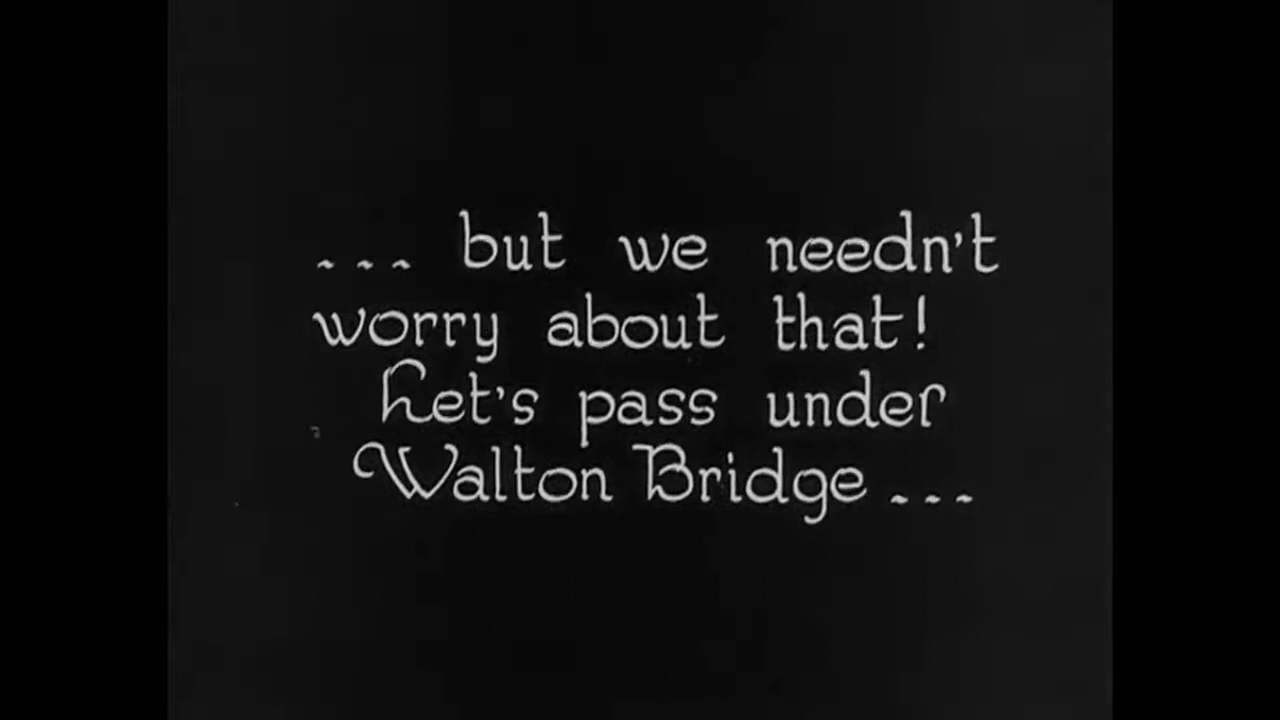 ... but we needn't
worry about that!
Let's pass under
Walton Bridge ...